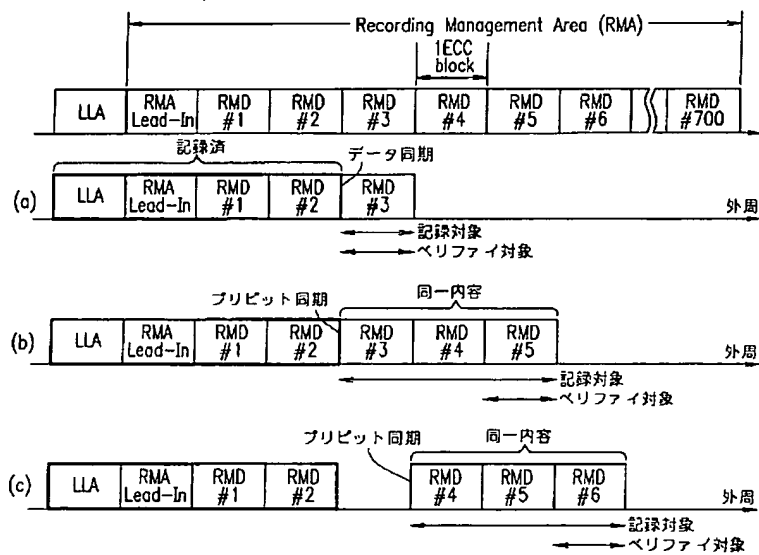 Recording Management Area (RMA)
1ECC
block
LLA
RMA
Lead-In
RMD
#1
RMD
#2
RMD
#3
RMD
#4
RMD
#5
RMD
#6
RMD
#700
記録済
データ同期
(a)
LLA
RMA
Lead-In
RMD
#1
RMD
#2
RMD
#3
外周
記録対象
ベリファイ対象
プリピット同期
同一内容
(b)
LLA
RMA
Lead-In
RMD
#1
RMD
#2
RMD
#3
RMD
#4
RMD
#5
外周
記録対象
ベリファイ対象
プリピット同期
同一内容
(c)
LLA
RMA
Lead-In
RMD
#1
RMD
#2
RMD
#4
RMD
#5
RMD
#6
外周
記録対象
ベリファイ対象